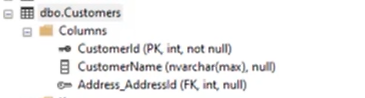 dbo.Customers
Columns
CustomerId (PK, int, not null)
CustomerName (nvarchar(max), null)
Address_AddressId (FK, int, null)